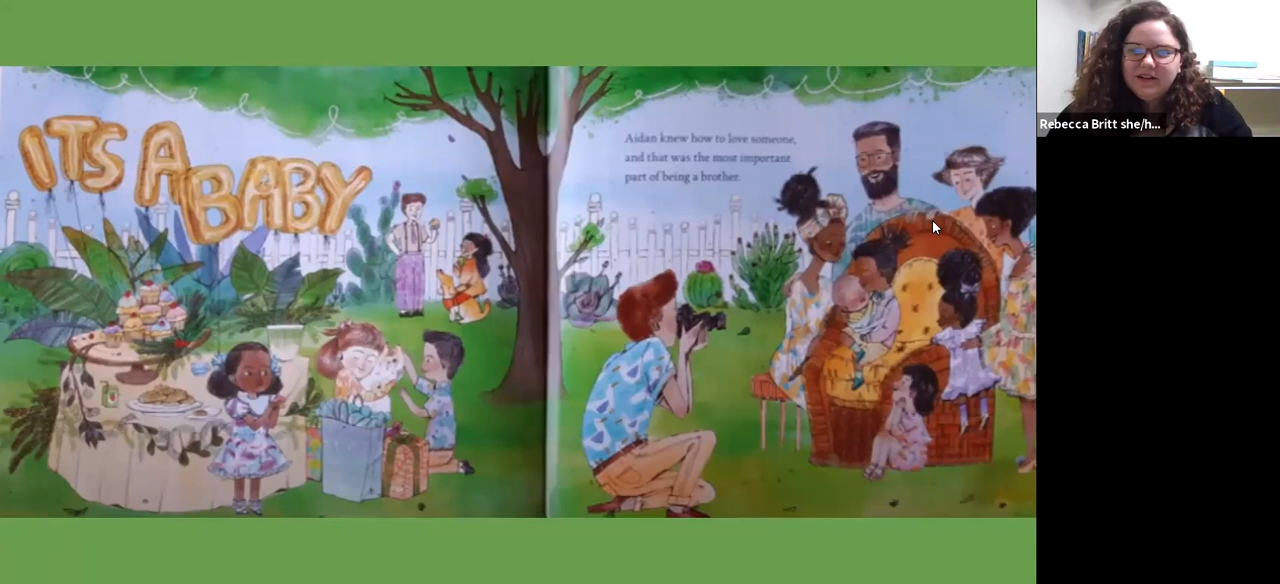 ITS A
BABY
Aidan knew how to love someone,
and that was the most important
part of being a brother.
Rebecca Britt she/h...